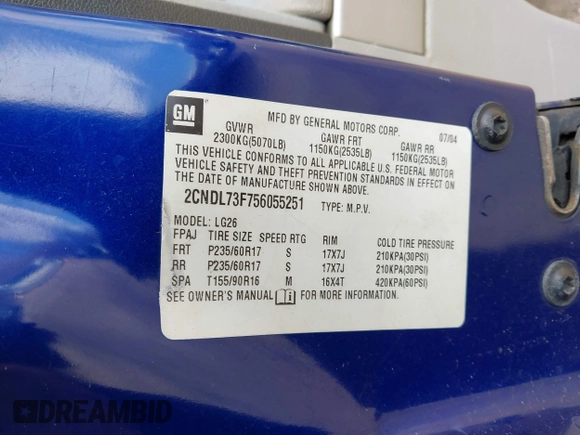 GM
MFD BY GENERAL MOTORS CORP. 07/04
GVWR GAWR FRT GAWR RR
2300KG(5070LB) 1150KG(2535LB) 1150KG(2535LB)
THIS VEHICLE CONFORMS TO ALL APPLICABLE U.S. FEDERAL MOTOR
VEHICLE SAFETY AND THEFT PREVENTION STANDARDS IN EFFECT ON
THE DATE OF MANUFACTURE SHOWN ABOVE.
2CNDL73F756055251 TYPE: M.P.V.
MODEL: LG26
FPAJ TIRE SIZE SPEED RTG RIM COLD TIRE PRESSURE
FRT P235/60R17 S 17X7J 210KPA(30PSI)
RR P235/60R17 S 17X7J 210KPA(30PSI)
SPA T155/90R16 M 16X4T 420KPA(60PSI)
SEE OWNER'S MANUAL FOR MORE INFORMATION.
DREAMBID